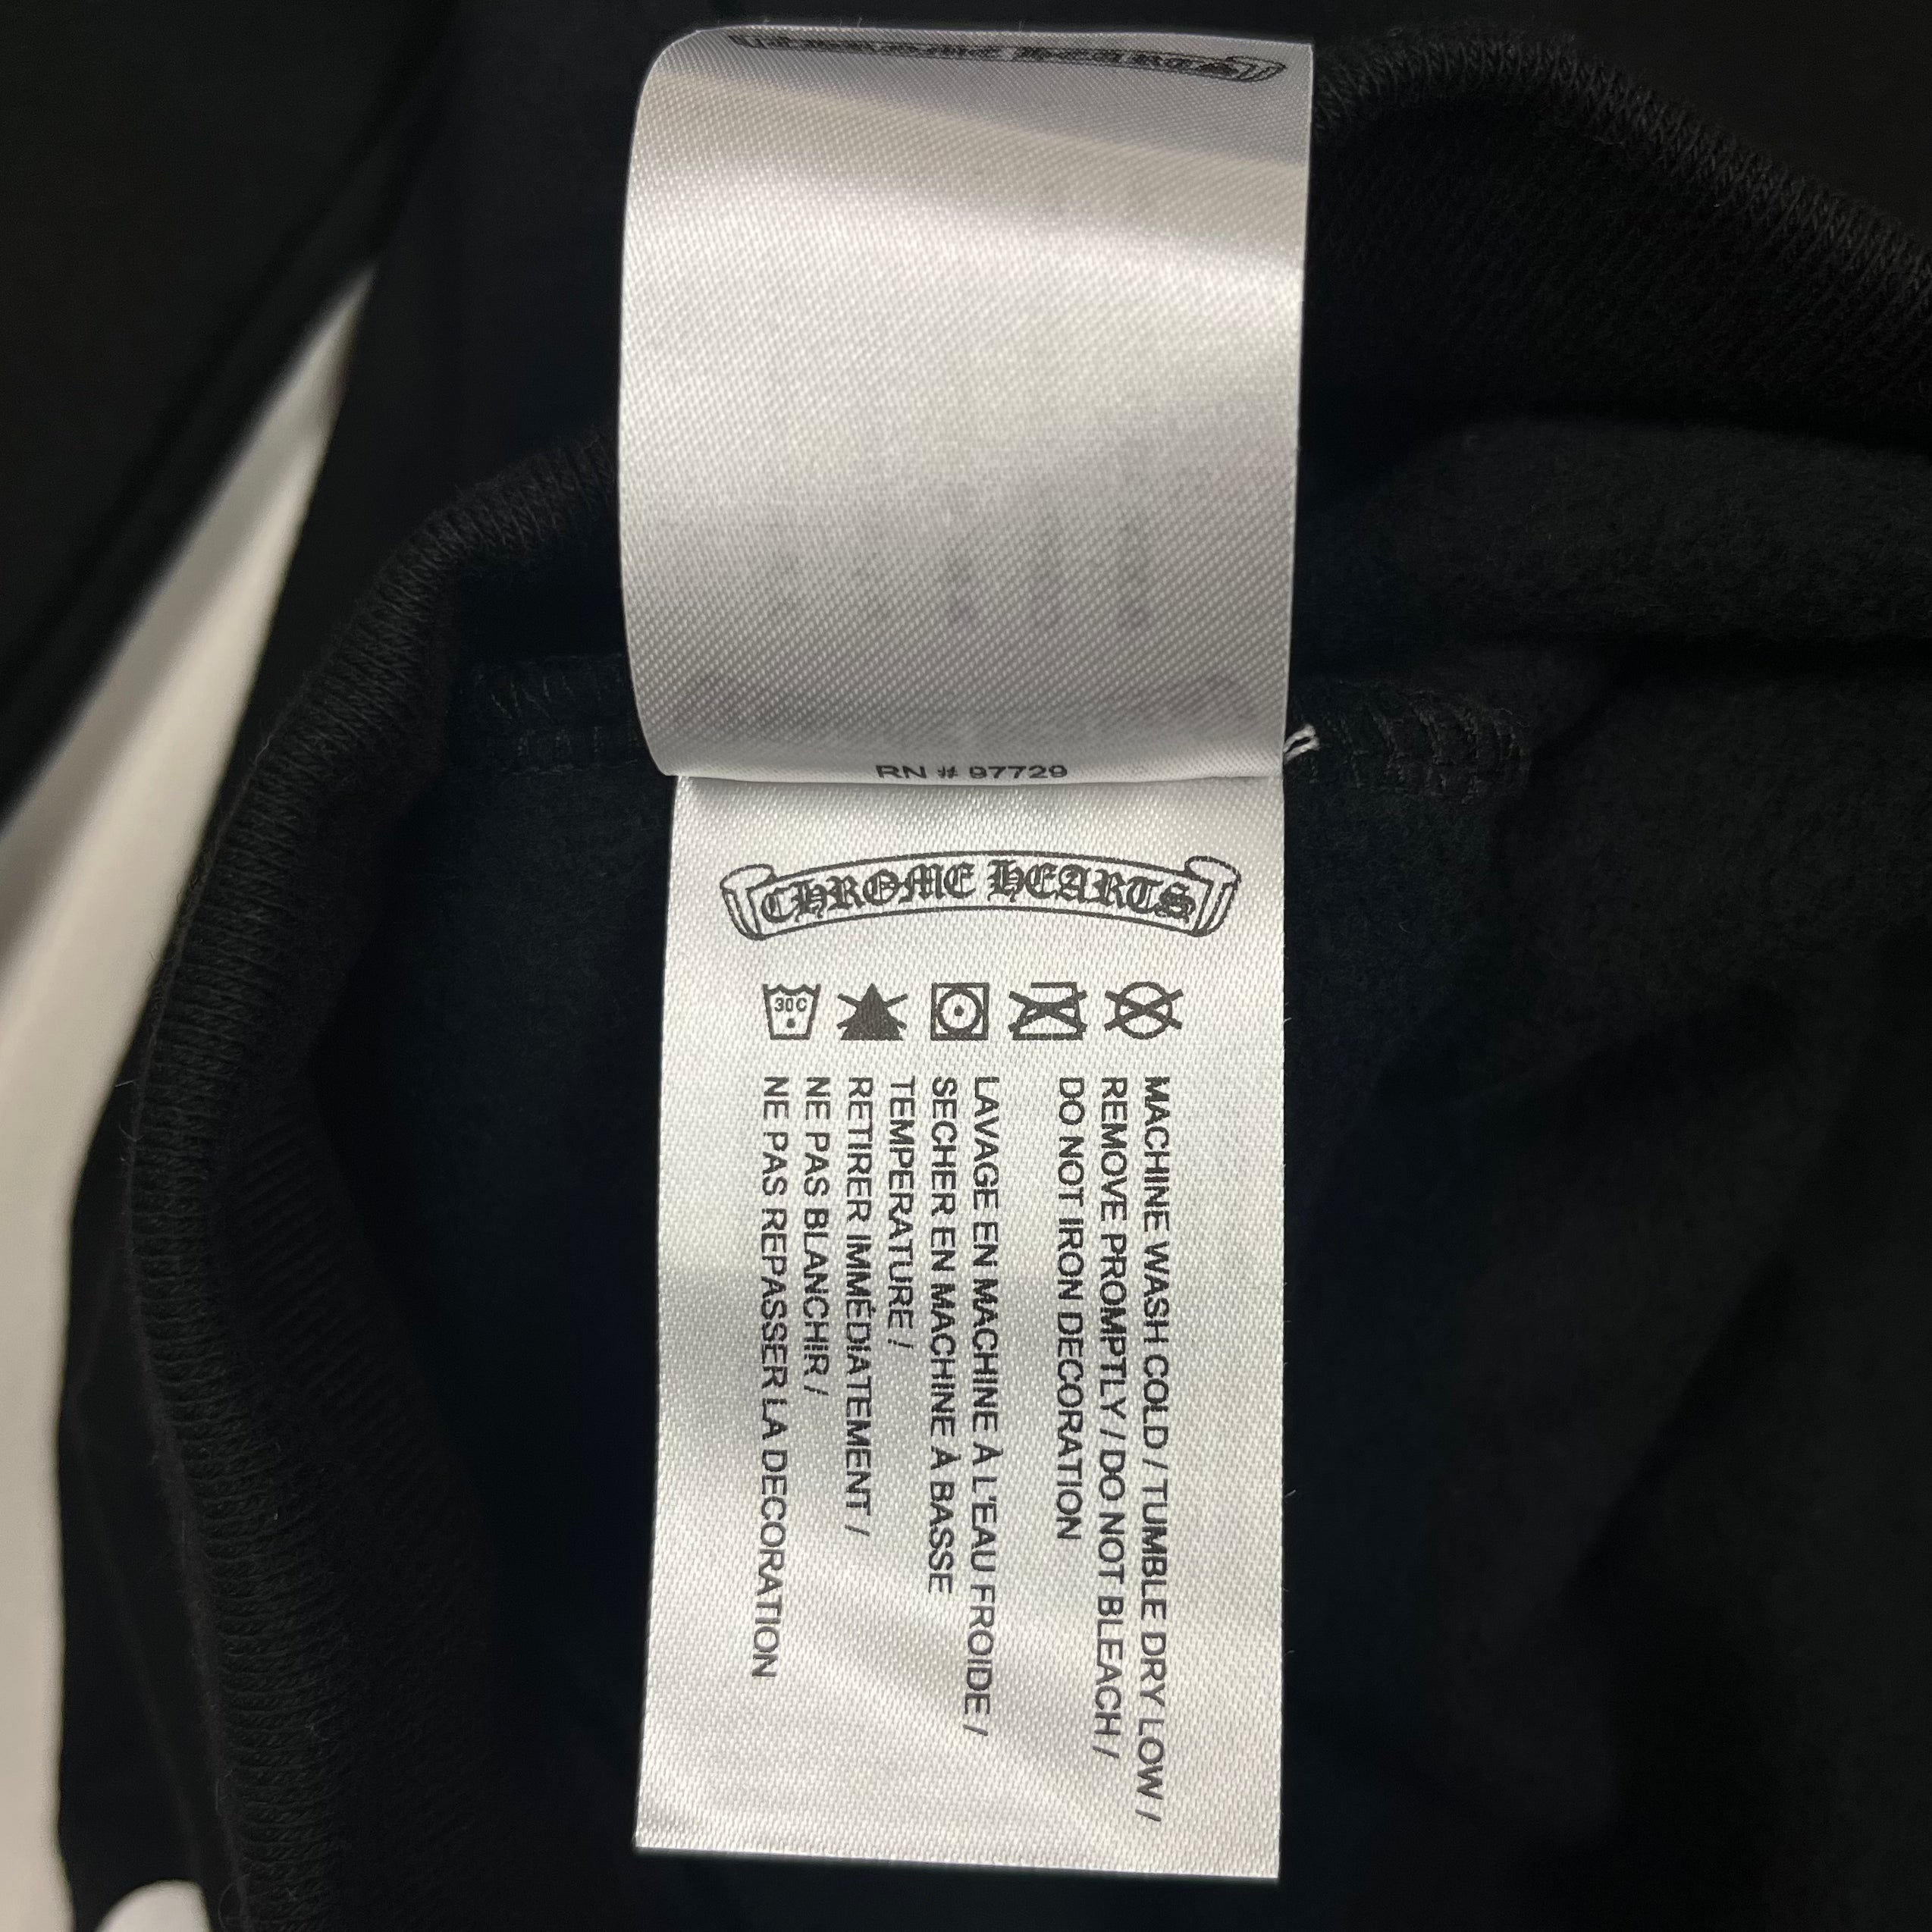 RN # 97729
CHROME HEARTS
30C
MACHINE WASH COLD / TUMBLE DRY LOW /
REMOVE PROMPTLY / DO NOT BLEACH /
DO NOT IRON DECORATION
LAVAGE EN MACHINE À L'EAU FROIDE /
SECHER EN MACHINE À BASSE
TEMPERATURE /
RETIRER IMMÉDIATEMENT /
NE PAS BLANCHIR /
NE PAS REPASSER LA DECORATION